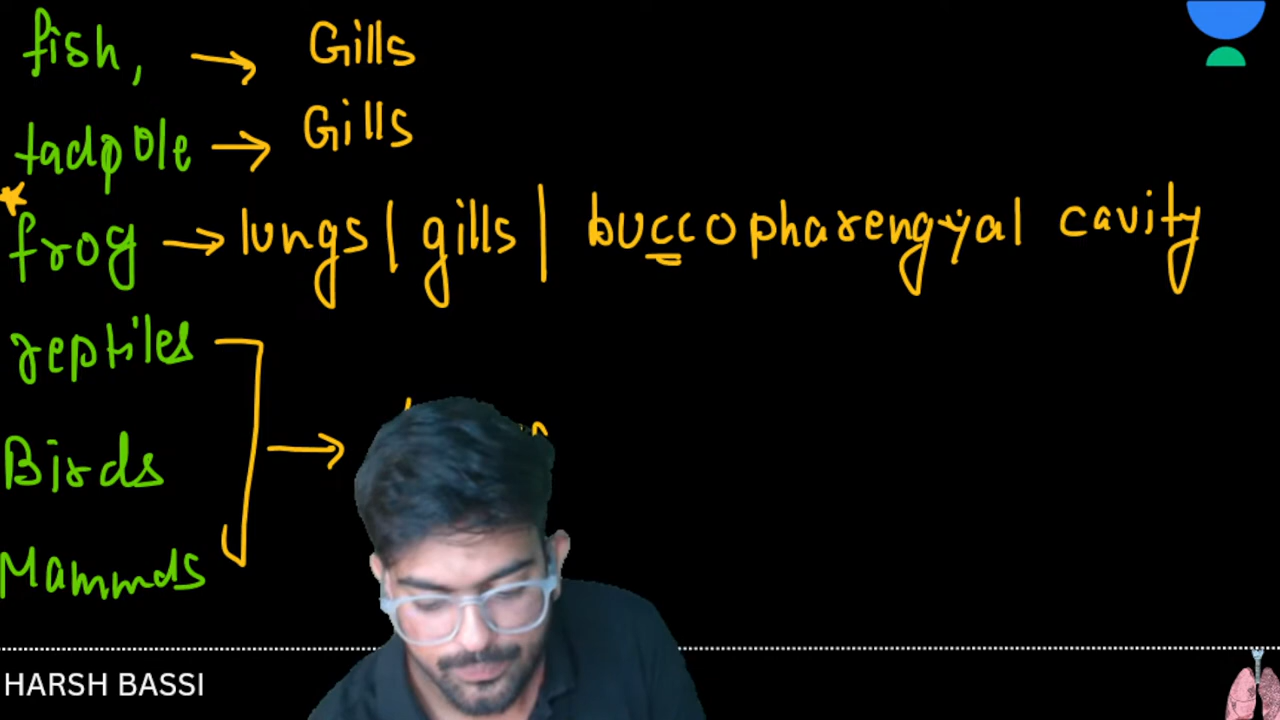 fish, → Gills
tadpole → Gills
* frog → lungs | gills | buccopharengyal cavity
reptiles
Birds →
Mammals
HARSH BASSI